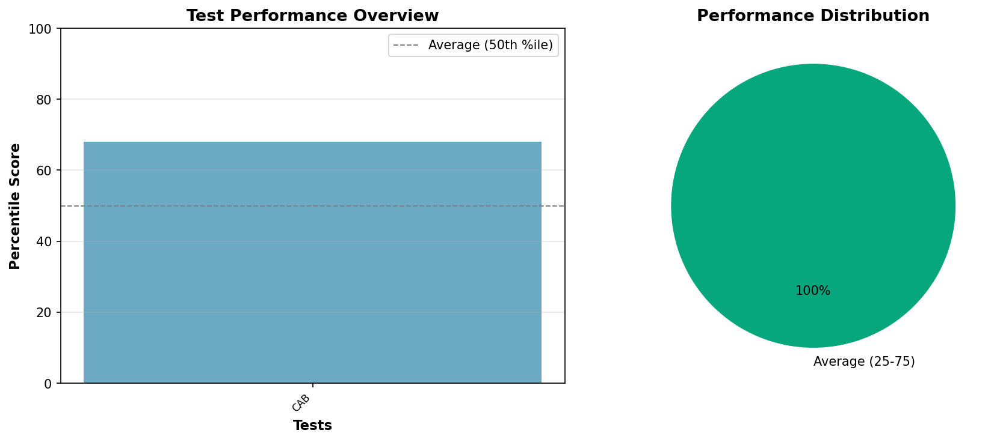 Test Performance Overview
Average (50th %ile)
Percentile Score
100
80
60
40
20
0
CAB
Tests
Performance Distribution
100%
Average (25-75)